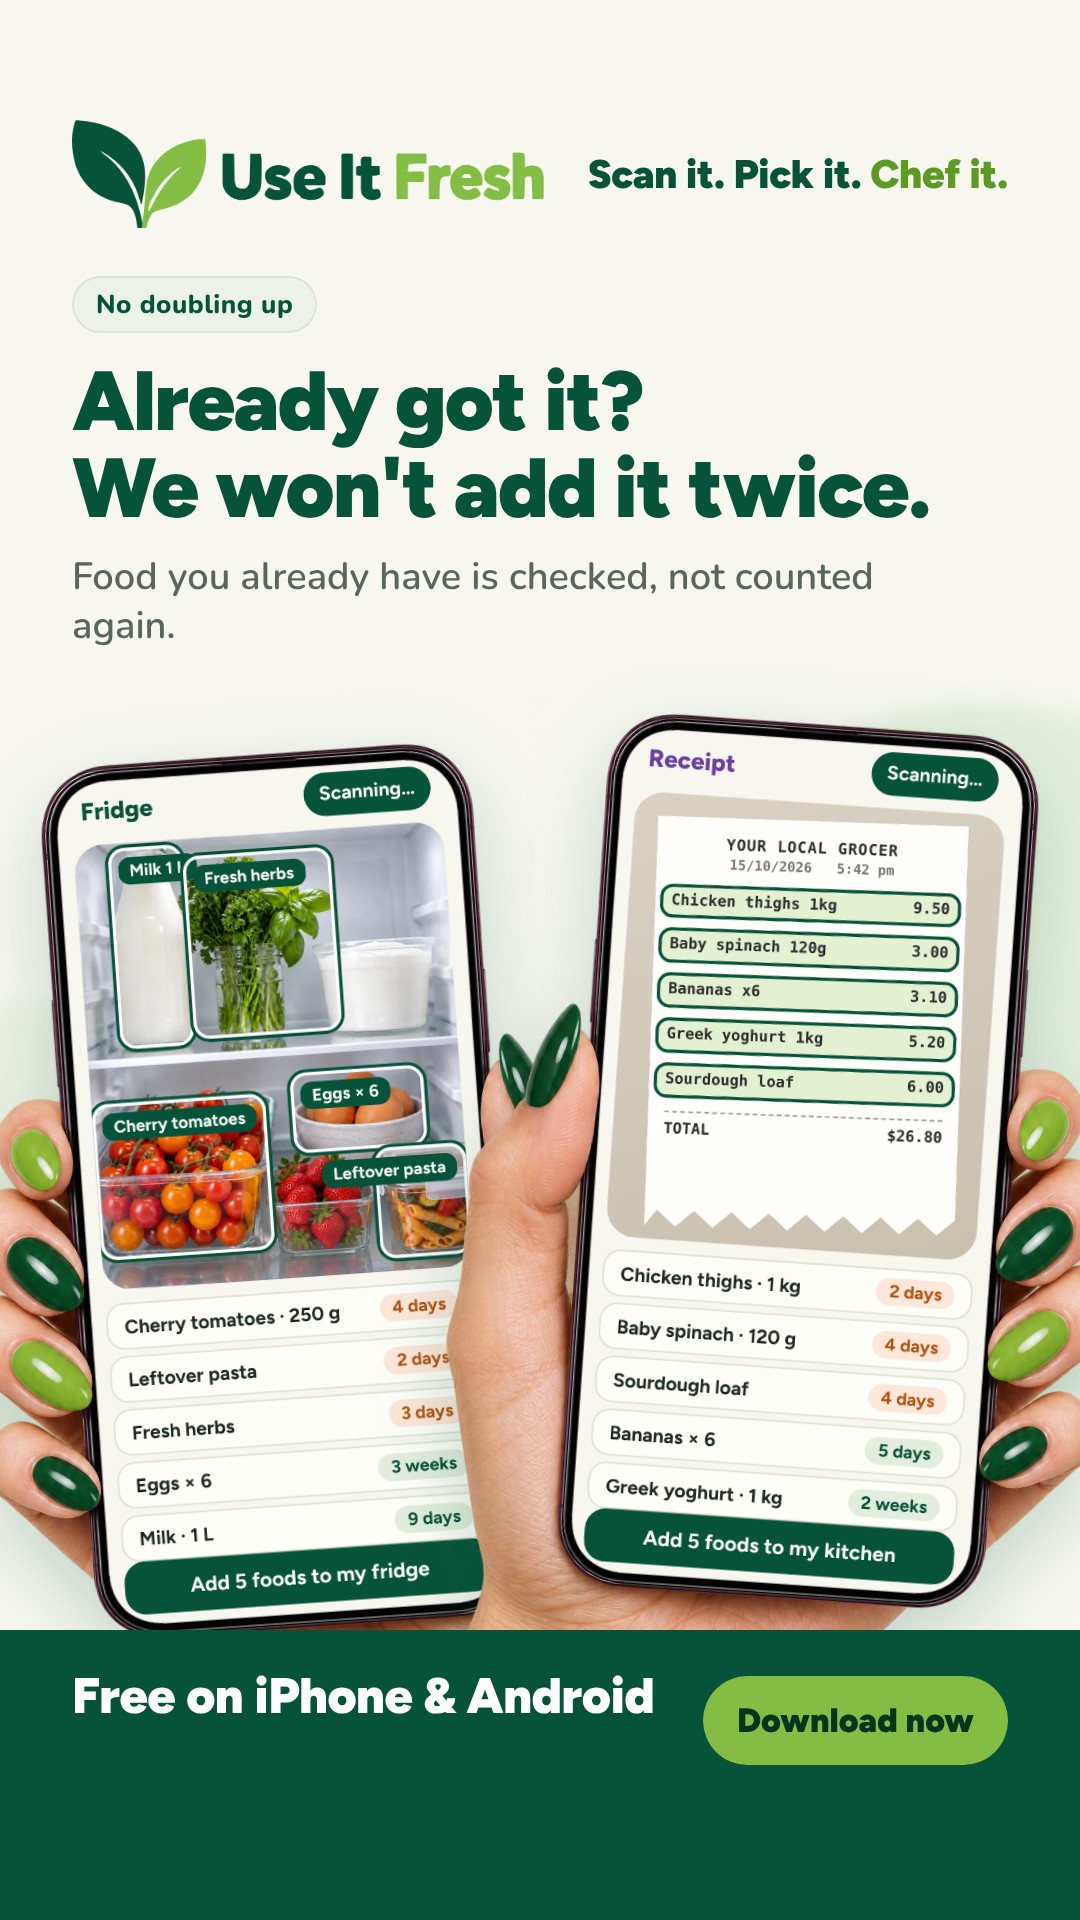 Use It Fresh
Scan it. Pick it. Chef it.
No doubling up
Already got it?
We won't add it twice.
Food you already have is checked, not counted
again.
Fridge
Scanning...
Milk 1 l
Fresh herbs
Eggs × 6
Cherry tomatoes
Leftover pasta
Cherry tomatoes · 250 g
4 days
Leftover pasta
2 days
Fresh herbs
3 days
Eggs × 6
3 weeks
Milk · 1 L
9 days
Add 5 foods to my fridge
Receipt
Scanning...
YOUR LOCAL GROCER
15/10/2026 5:42 pm
Chicken thighs 1kg 9.50
Baby spinach 120g 3.00
Bananas x6 3.10
Greek yoghurt 1kg 5.20
Sourdough loaf 6.00
TOTAL $26.80
Chicken thighs · 1 kg
2 days
Baby spinach · 120 g
4 days
Sourdough loaf
4 days
Bananas × 6
5 days
Greek yoghurt · 1 kg
2 weeks
Add 5 foods to my kitchen
Free on iPhone & Android
Download now